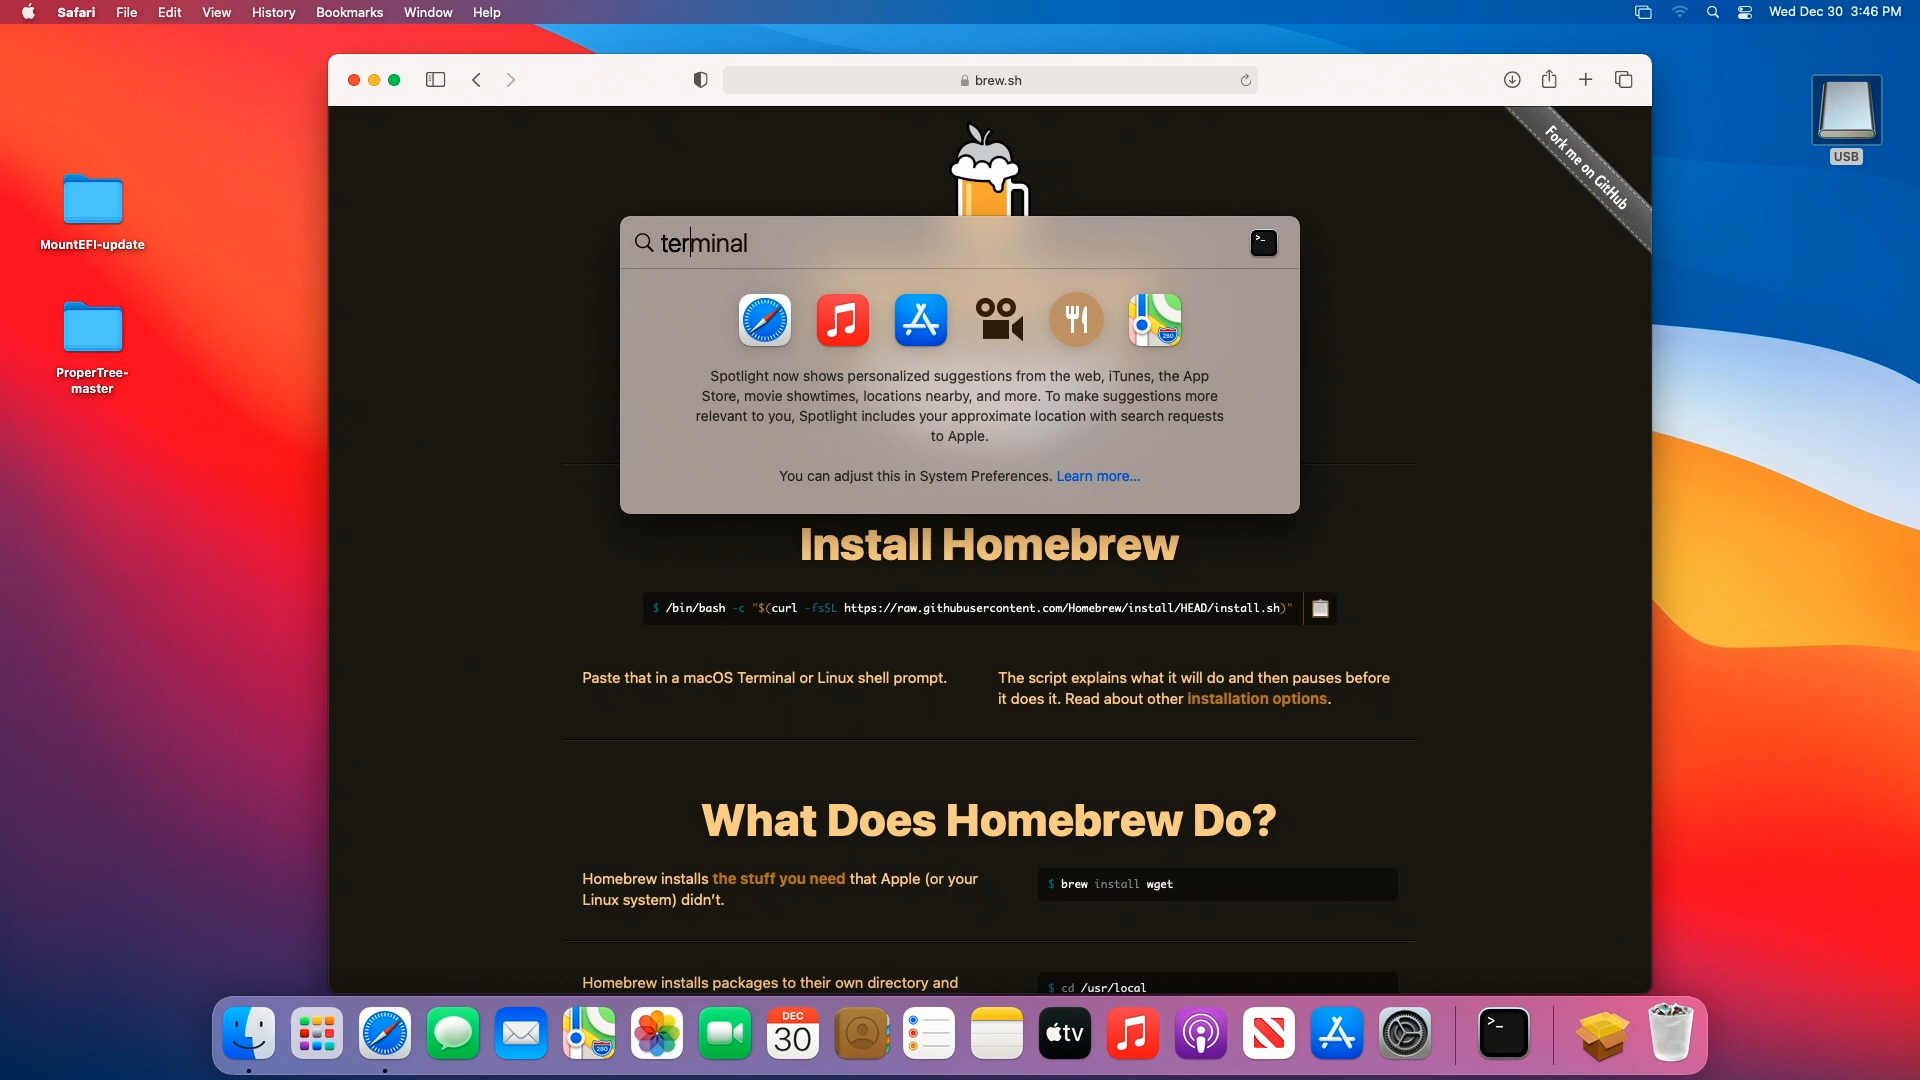 Safari File Edit View History Bookmarks Window Help
Wed Dec 30 3:46 PM
brew.sh
Fork me on GitHub
USB
MountEFI-update
ProperTree-
master
terminal
280
Spotlight now shows personalized suggestions from the web, iTunes, the App
Store, movie showtimes, locations nearby, and more. To make suggestions more
relevant to you, Spotlight includes your approximate location with search requests
to Apple.
You can adjust this in System Preferences. Learn more...
Install Homebrew
$ /bin/bash -c "$(curl -fsSL https://raw.githubusercontent.com/Homebrew/install/HEAD/install.sh)"
Paste that in a macOS Terminal or Linux shell prompt.
The script explains what it will do and then pauses before
it does it. Read about other installation options.
What Does Homebrew Do?
Homebrew installs the stuff you need that Apple (or your
Linux system) didn't.
$ brew install wget
Homebrew installs packages to their own directory and
$ cd /usr/local
280
DEC
30
tv